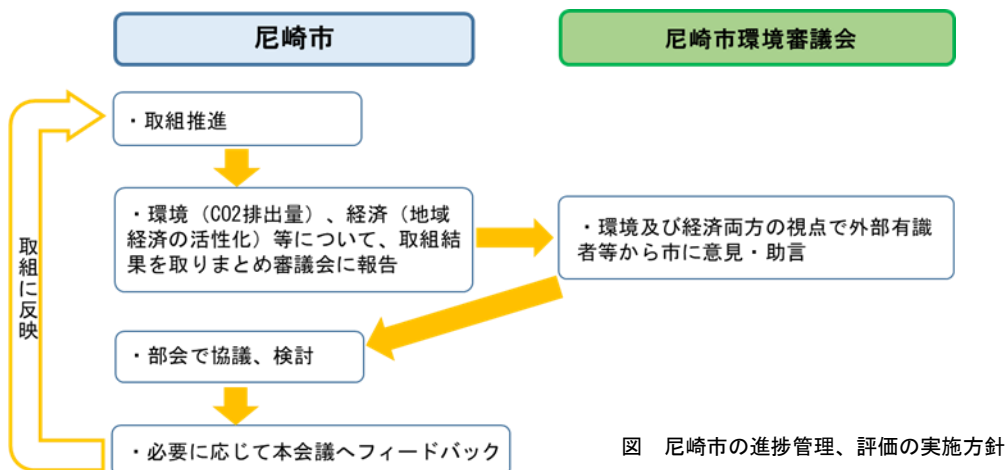 尼崎市
尼崎市環境審議会
・取組推進
・環境（CO2排出量）、経済（地域
経済の活性化）等について、取組結
果を取りまとめ審議会に報告
・環境及び経済両方の視点で外部有識
者等から市に意見・助言
・部会で協議、検討
・必要に応じて本会議へフィードバック
取組に反映
図　尼崎市の進捗管理、評価の実施方針